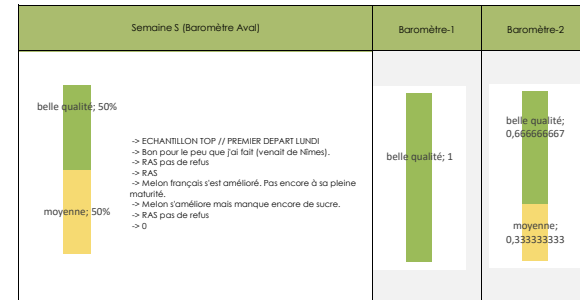 Semaine S (Baromètre Aval)
Baromètre-1
Baromètre-2
belle qualité; 50%
moyenne; 50%
-> ECHANTILLON TOP // PREMIER DEPART LUNDI
-> Bon pour le peu que j'ai fait (venait de Nîmes).
-> RAS pas de refus
-> RAS
-> Melon français s'est amélioré. Pas encore à sa pleine
maturité.
-> Melon s'améliore mais manque encore de sucre.
-> RAS pas de refus
-> 0
belle qualité; 1
belle qualité;
0,666666667
moyenne;
0,333333333